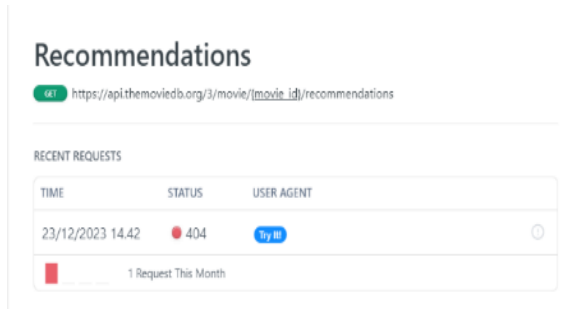 Recommendations
GET https://api.themoviedb.org/3/movie/{movie_id}/recommendations
RECENT REQUESTS
TIME STATUS USER AGENT
23/12/2023 14.42 404 Try It!
1 Request This Month